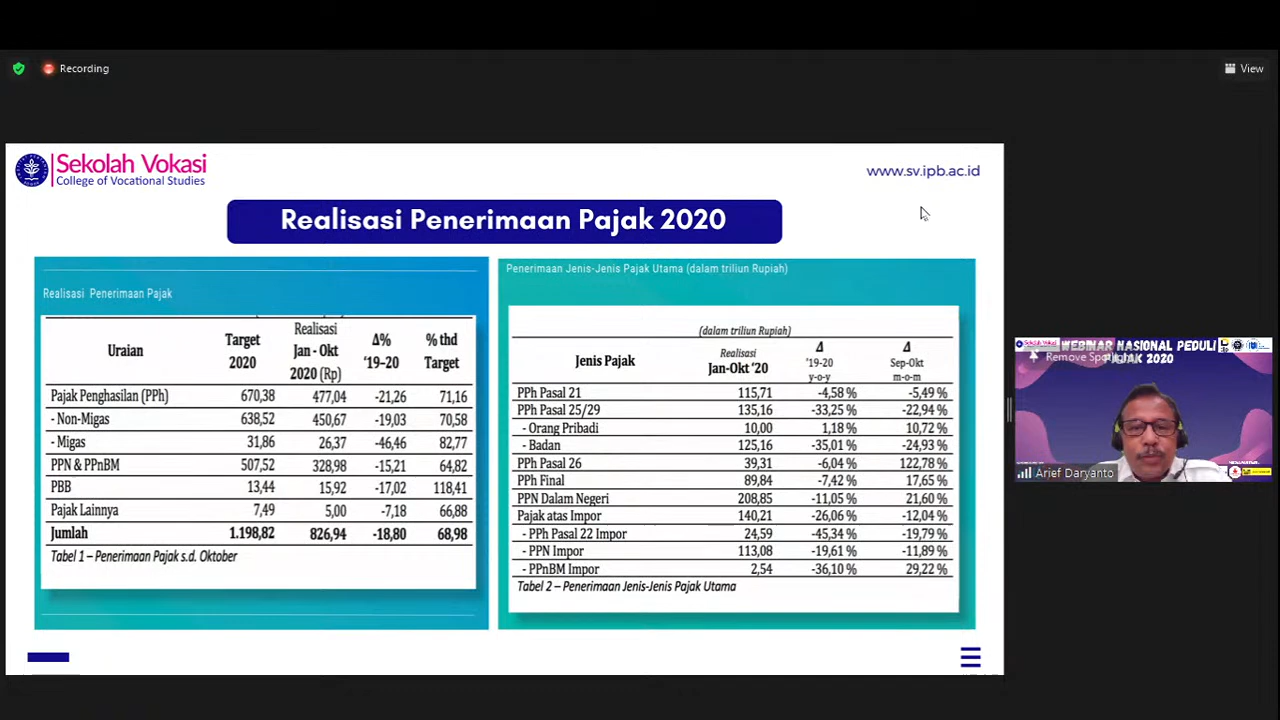 Recording
View
Sekolah Vokasi
College of Vocational Studies
www.sv.ipb.ac.id
Realisasi Penerimaan Pajak 2020
Realisasi Penerimaan Pajak
Uraian Target 2020 Realisasi Jan - Okt 2020 (Rp) Δ% '19-20 % thd Target
Pajak Penghasilan (PPh) 670,38 477,04 -21,26 71,16
- Non-Migas 638,52 450,67 -19,03 70,58
- Migas 31,86 26,37 -46,46 82,77
PPN & PPnBM 507,52 328,98 -15,21 64,82
PBB 13,44 15,92 -17,02 118,41
Pajak Lainnya 7,49 5,00 -7,18 66,88
Jumlah 1.198,82 826,94 -18,80 68,98
Tabel 1 – Penerimaan Pajak s.d. Oktober
Penerimaan Jenis-Jenis Pajak Utama (dalam triliun Rupiah)
(dalam triliun Rupiah)
Jenis Pajak Realisasi Jan-Okt '20 Δ '19-20 y-o-y Δ Sep-Okt m-o-m
PPh Pasal 21 115,71 -4,58 % -5,49 %
PPh Pasal 25/29 135,16 -33,25 % -22,94 %
- Orang Pribadi 10,00 1,18 % 10,72 %
- Badan 125,16 -35,01 % -24,93 %
PPh Pasal 26 39,31 -6,04 % 122,78 %
PPh Final 89,84 -7,42 % 17,65 %
PPN Dalam Negeri 208,85 -11,05 % 21,60 %
Pajak atas Impor 140,21 -26,06 % -12,04 %
- PPh Pasal 22 Impor 24,59 -45,34 % -19,79 %
- PPN Impor 113,08 -19,61 % -11,89 %
- PPnBM Impor 2,54 -36,10 % 29,22 %
Tabel 2 – Penerimaan Jenis-Jenis Pajak Utama
WEBINAR NASIONAL PEDULI
PAJAK 2020
Remove
Arief Daryanto